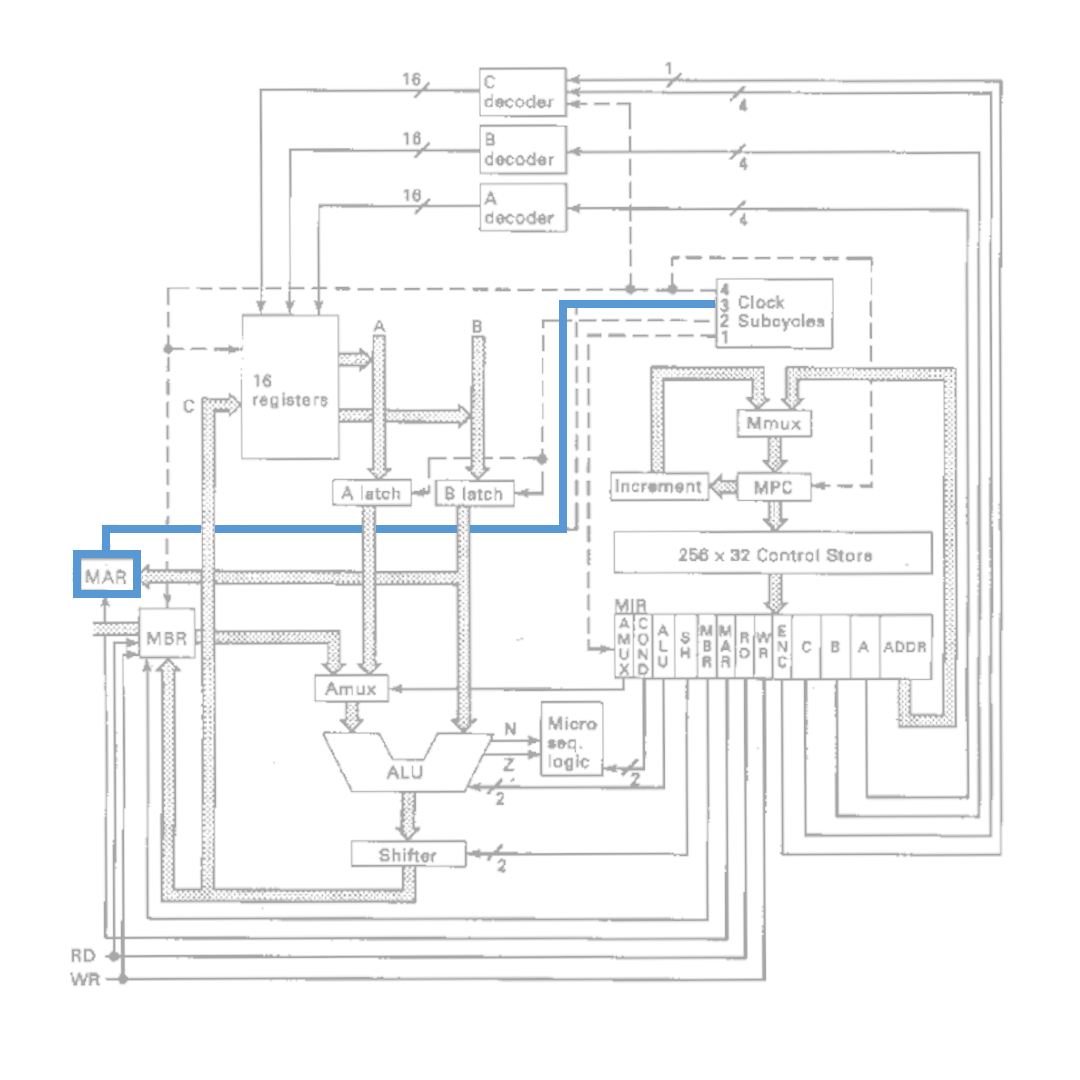 1
16
C
decoder
4
16
B
decoder
4
16
A
decoder
4
4
3
2
1
Clock
Subcycles
A
B
16
registers
C
Mmux
A latch
B latch
Increment
MPC
256 x 32 Control Store
MAR
MIR
MBR
AMUX
COND
ALU
SH
MBR
MAR
RD
WR
ENC
C
B
A
ADDR
Amux
N
Z
Micro
seq.
logic
ALU
2
2
Shifter
2
RD
WR